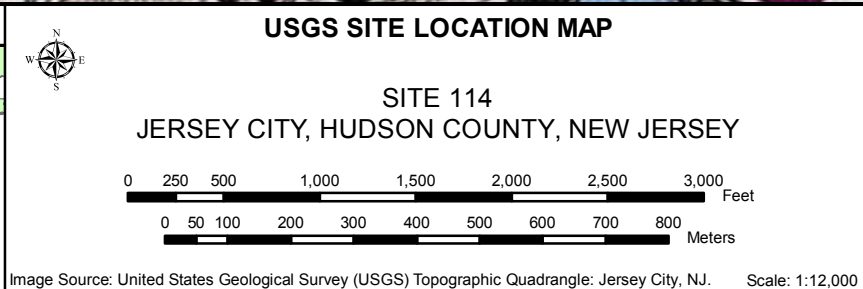 USGS SITE LOCATION MAP
N
W E
S
SITE 114
JERSEY CITY, HUDSON COUNTY, NEW JERSEY
0 250 500 1,000 1,500 2,000 2,500 3,000
Feet
0 50 100 200 300 400 500 600 700 800
Meters
Image Source: United States Geological Survey (USGS) Topographic Quadrangle: Jersey City, NJ. Scale: 1:12,000